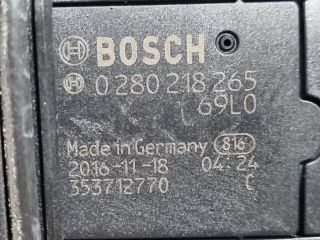 BOSCH
0 280 218 265
69L0
Made in Germany 816
2016-11-18 04:24
353712770 C